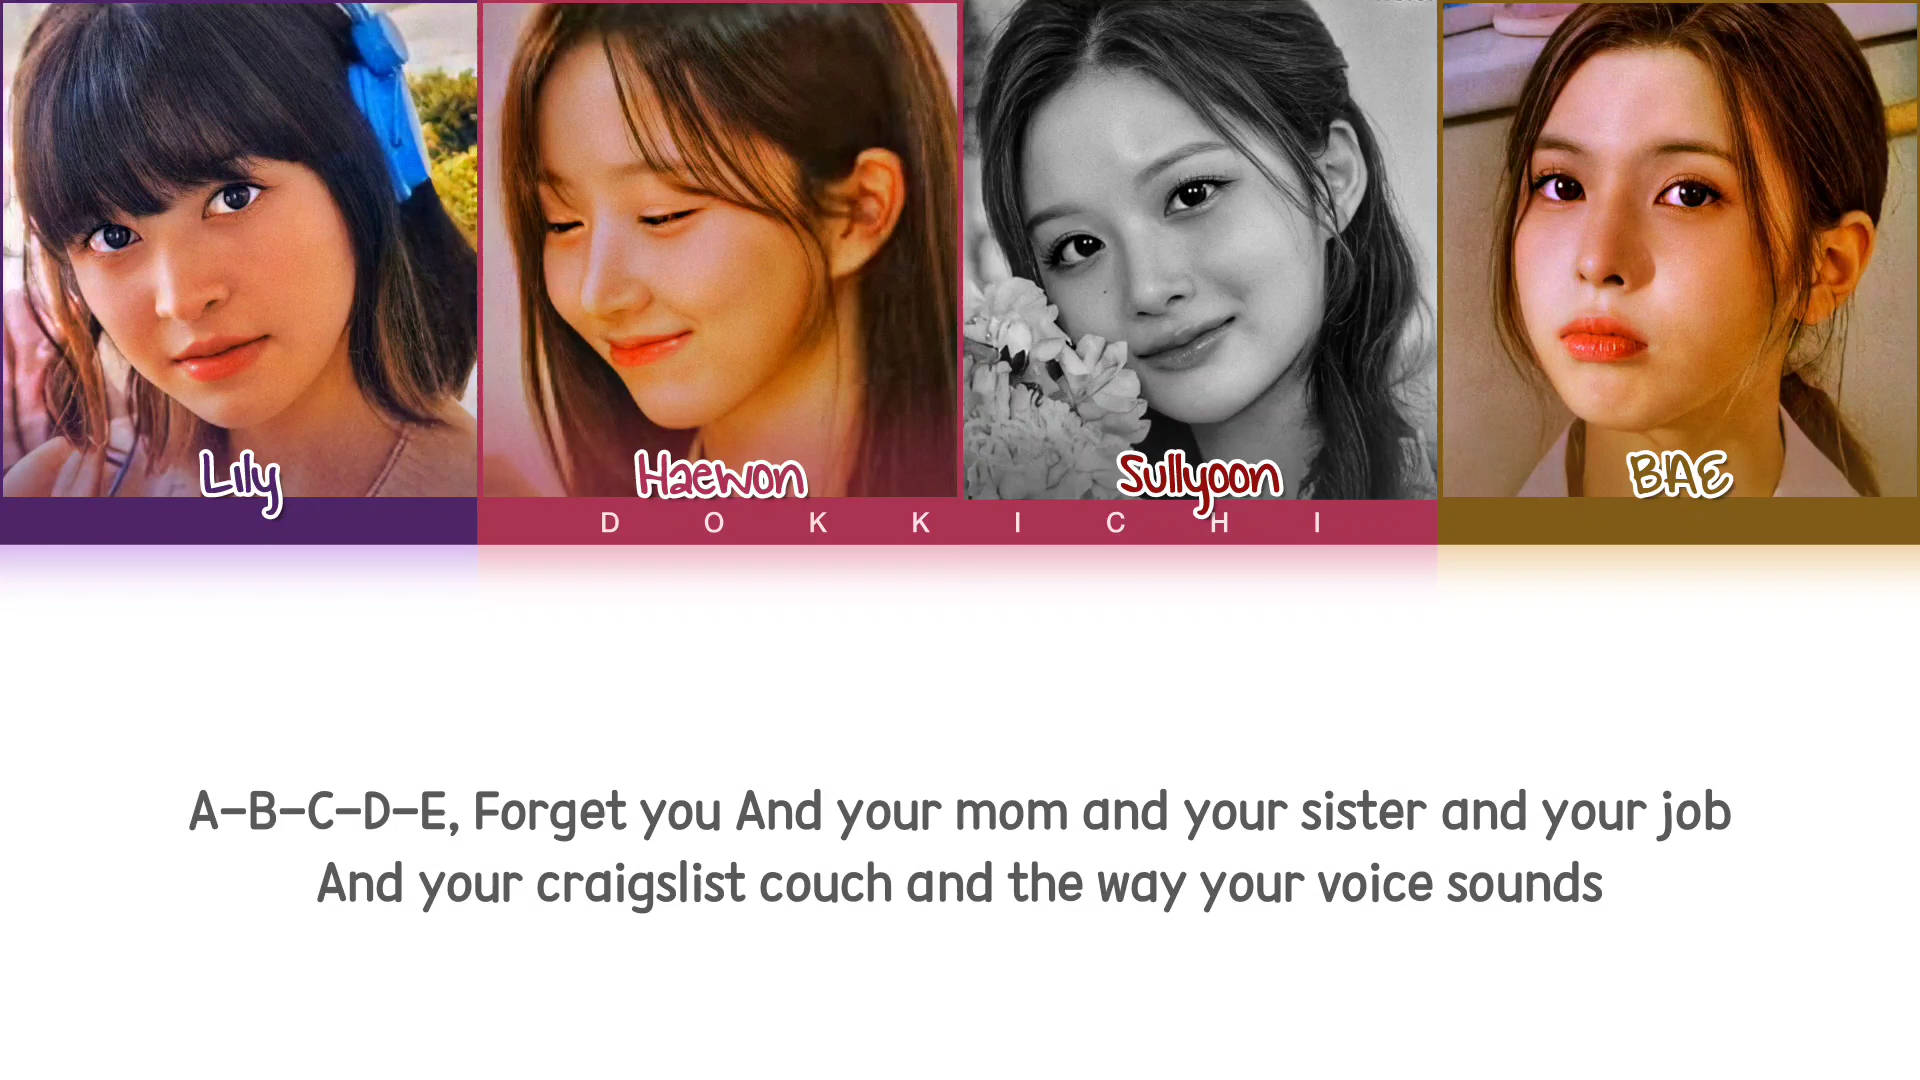 Lily
Haewon
Sullyoon
BAE
DOKKICHI
A-B-C-D-E, Forget you And your mom and your sister and your job
And your craigslist couch and the way your voice sounds